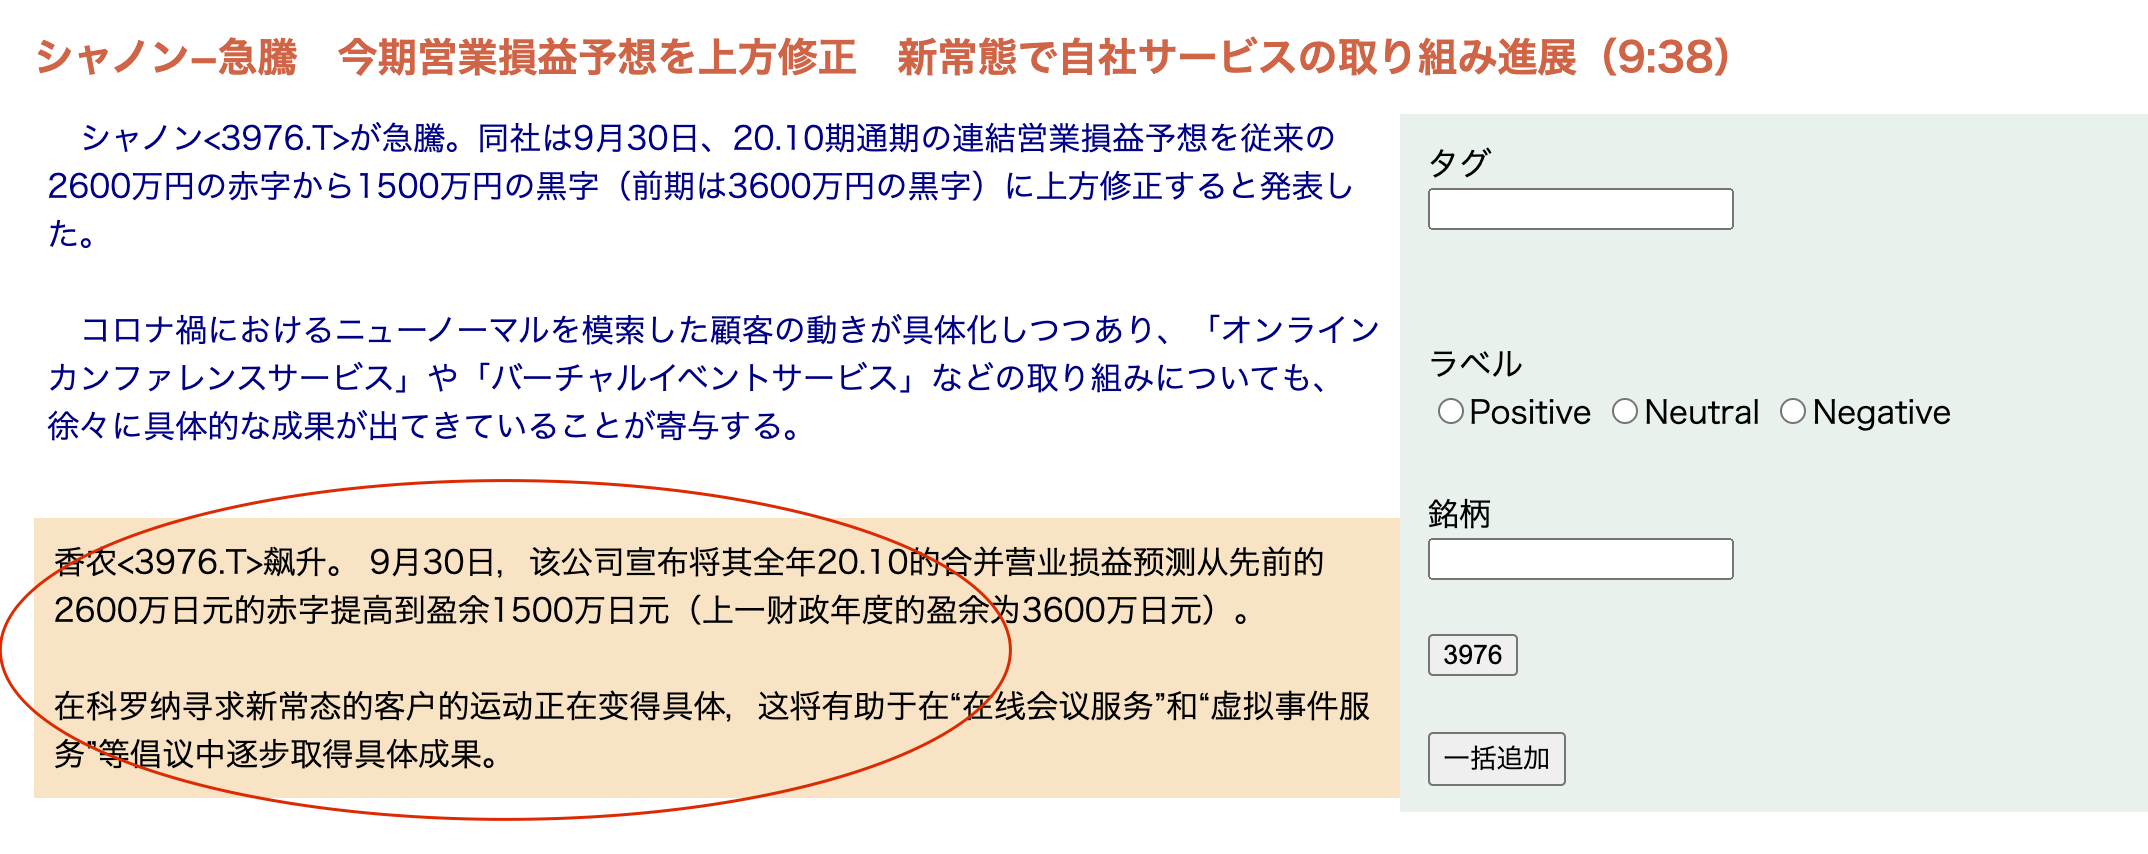 シャノン−急騰　今期営業損益予想を上方修正　新常態で自社サービスの取り組み進展（9:38）
シャノン<3976.T>が急騰。同社は9月30日、20.10期通期の連結営業損益予想を従来の
2600万円の赤字から1500万円の黒字（前期は3600万円の黒字）に上方修正すると発表し
た。
コロナ禍におけるニューノーマルを模索した顧客の動きが具体化しつつあり、「オンライン
カンファレンスサービス」や「バーチャルイベントサービス」などの取り組みについても、
徐々に具体的な成果が出てきていることが寄与する。
香农<3976.T>飙升。 9月30日，该公司宣布将其全年20.10的合并营业损益预测从先前的
2600万日元的赤字提高到盈余1500万日元（上一财政年度的盈余为3600万日元）。
在科罗纳寻求新常态的客户的运动正在变得具体，这将有助于在“在线会议服务”和“虚拟事件服
务”等倡议中逐步取得具体成果。
タグ
ラベル
Positive Neutral Negative
銘柄
3976
一括追加